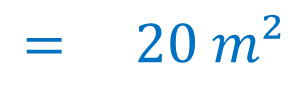 = 20 m²